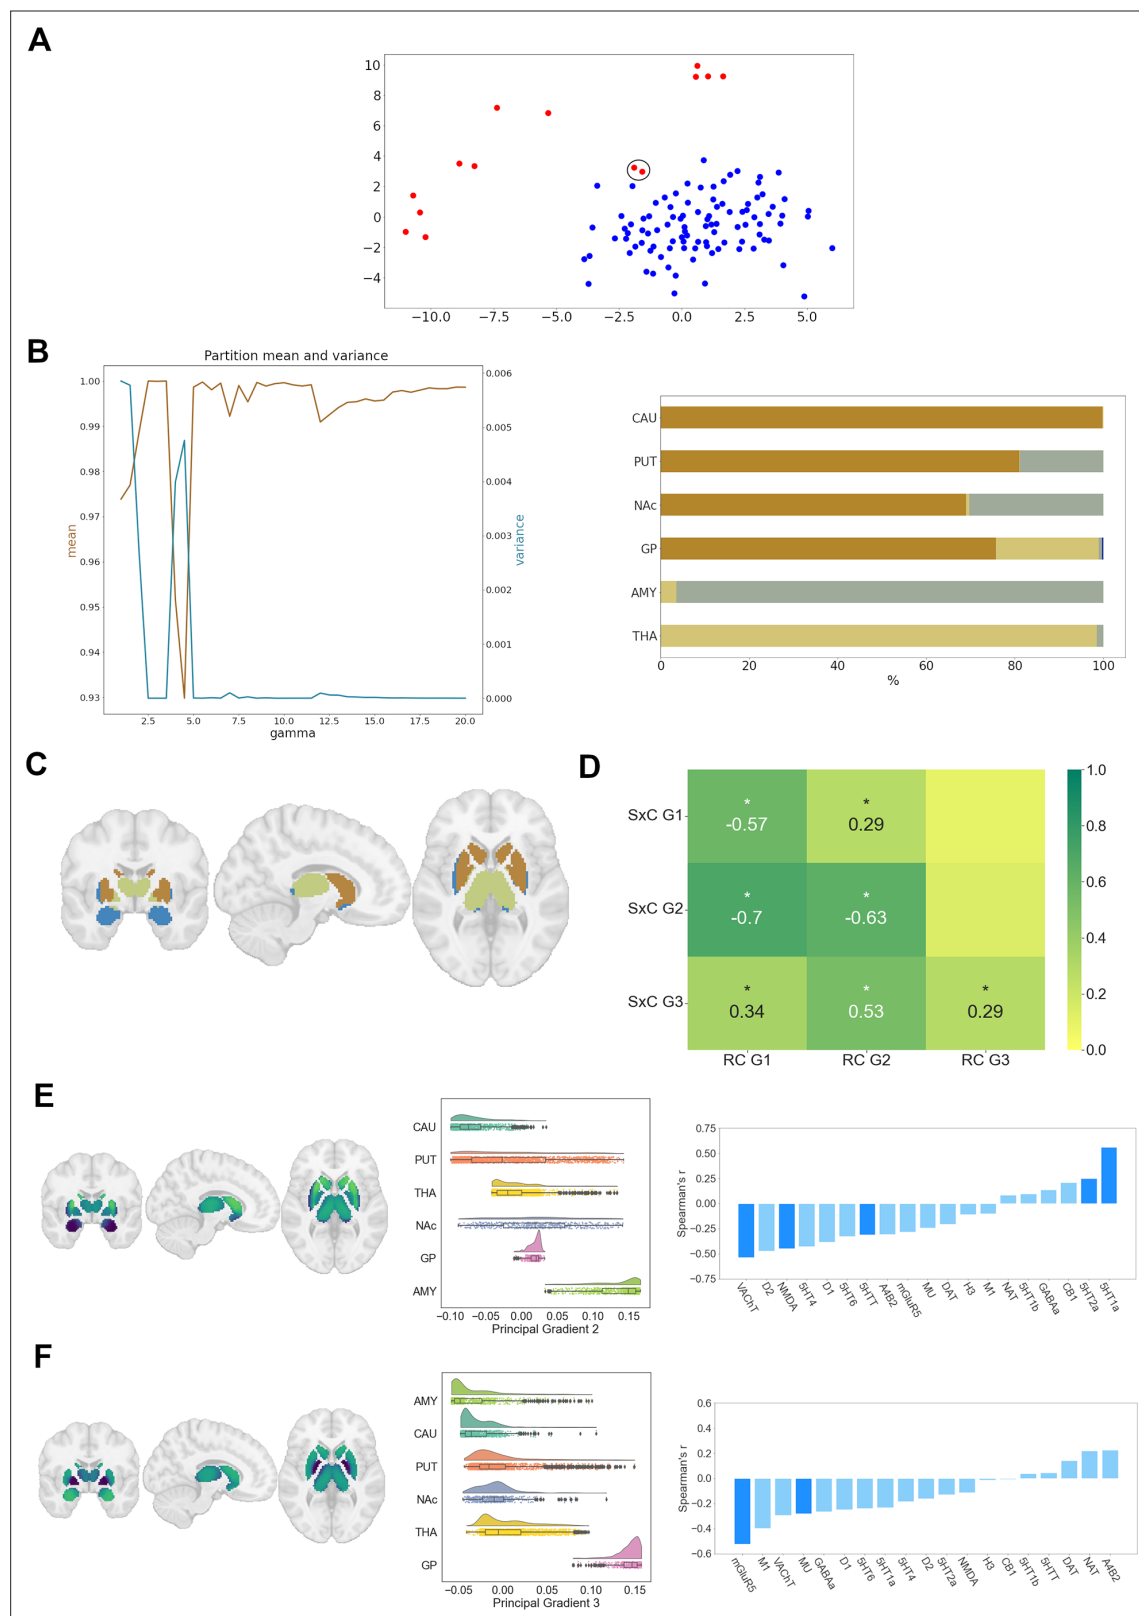 A
10
8
6
4
2
0
−2
−4
−10.0 −7.5 −5.0 −2.5 0.0 2.5 5.0
B
Partition mean and variance
1.00
0.99
0.98
0.97
0.96
0.95
0.94
0.93
mean
0.006
0.005
0.004
0.003
0.002
0.001
0.000
variance
2.5 5.0 7.5 10.0 12.5 15.0 17.5 20.0
gamma
CAU
PUT
NAc
GP
AMY
THA
0 20 40 60 80 100
%
C
D
SxC G1
* -0.57
* 0.29
SxC G2
* -0.7
* -0.63
SxC G3
* 0.34
* 0.53
* 0.29
RC G1 RC G2 RC G3
1.0
0.8
0.6
0.4
0.2
0.0
E
CAU
PUT
THA
NAc
GP
AMY
−0.10 −0.05 0.00 0.05 0.10 0.15
Principal Gradient 2
Spearman's r
0.75
0.50
0.25
0.00
−0.25
−0.50
−0.75
VAChT D2 NMDA 5HT4 D1 5HT6 5HTT A4B2 mGluR5 MU DAT H3 M1 NAT 5HT1b GABAa CB1 5HT2a 5HT1a
F
AMY
CAU
PUT
NAc
THA
GP
−0.05 0.00 0.05 0.10 0.15
Principal Gradient 3
Spearman's r
0.6
0.4
0.2
0.0
−0.2
−0.4
−0.6
mGluR5 M1 VAChT MU GABAa D1 5HT6 5HT1a 5HT4 D2 5HT2a NMDA H3 CB1 5HT1b 5HTT DAT NAT A4B2